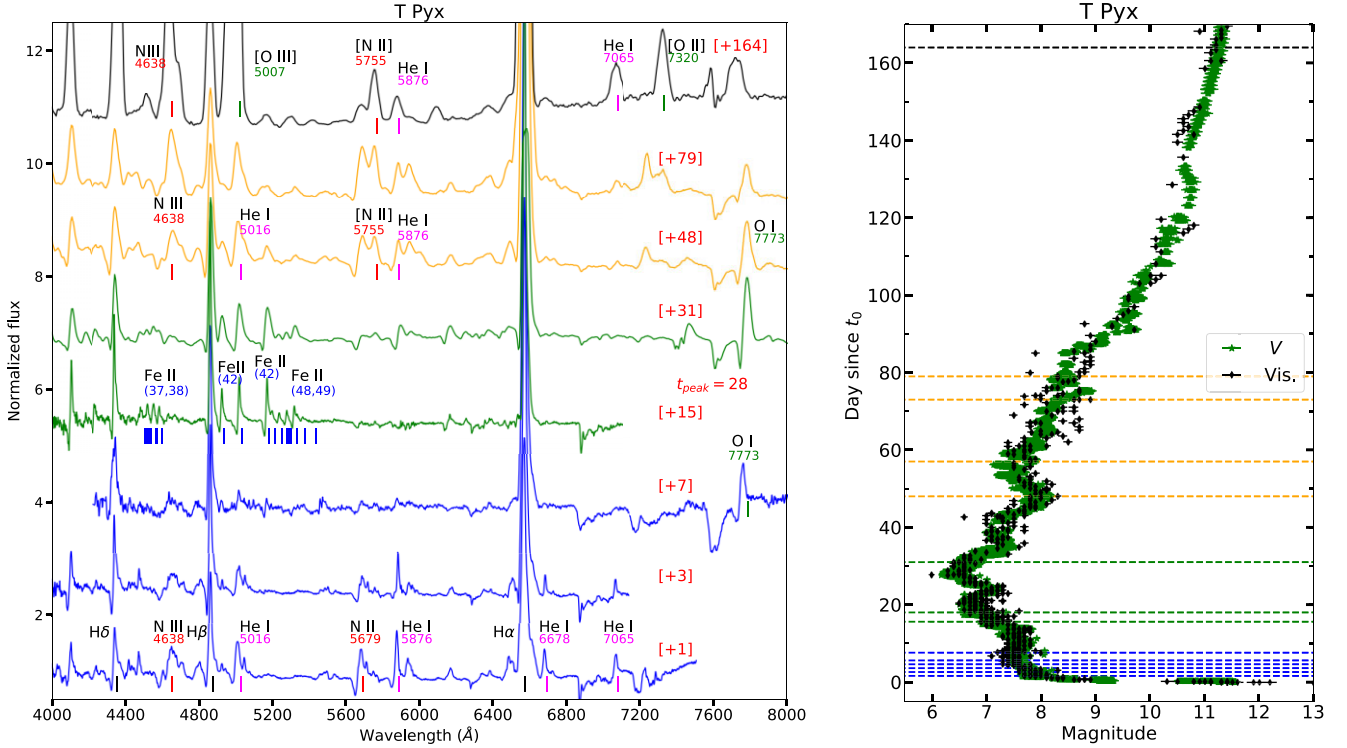 T Pyx
NIII
4638
[O III]
5007
[N II]
5755
He I
5876
He I
7065
[O II]
7320
[+164]
[+79]
N III
4638
He I
5016
[N II]
5755
He I
5876
[+48]
O I
7773
[+31]
Fe II
(37,38)
FeII
(42)
Fe II
(42)
Fe II
(48,49)
t_peak = 28
[+15]
O I
7773
[+7]
[+3]
Hδ
N III
4638
Hβ
He I
5016
N II
5679
He I
5876
Hα
He I
6678
He I
7065
[+1]
12
10
8
6
4
2
Normalized flux
4000 4400 4800 5200 5600 6000 6400 6800 7200 7600 8000
Wavelength (Å)
T Pyx
160
140
120
100
80
60
40
20
0
Day since t₀
V
Vis.
6 7 8 9 10 11 12 13
Magnitude